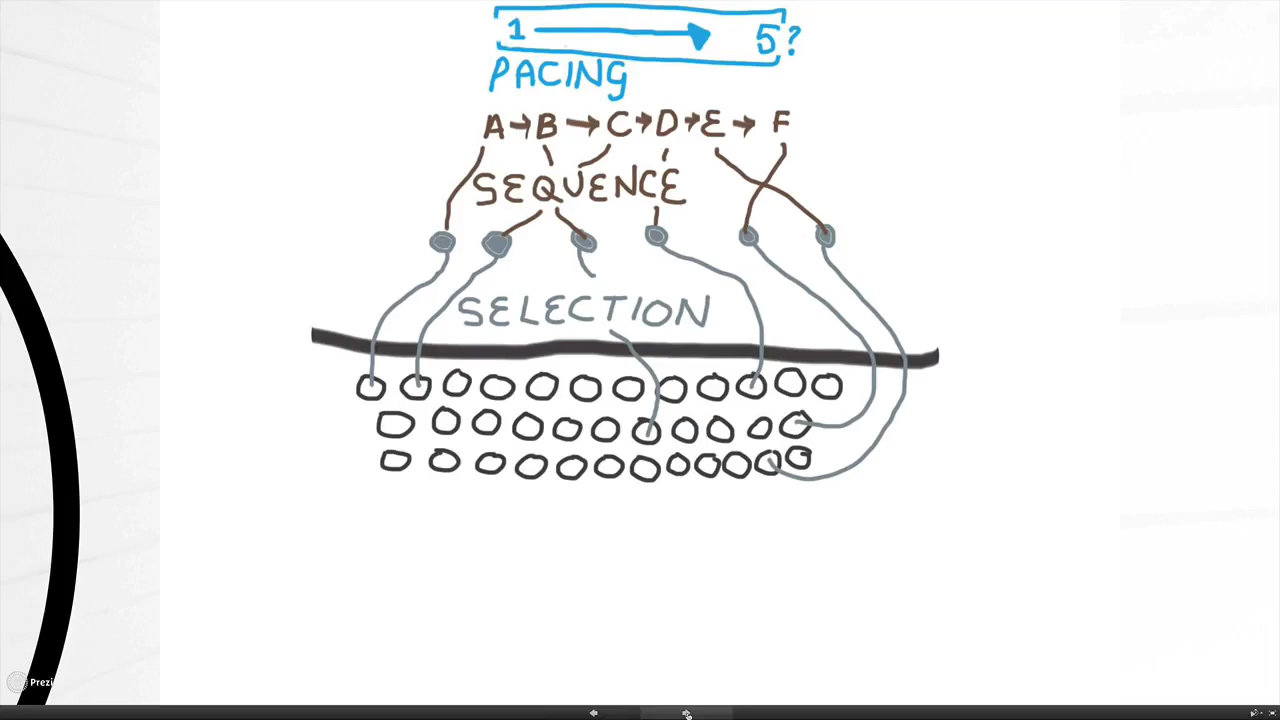 1 → 5?
PACING
A → B → C → D → E → F
SEQUENCE
SELECTION
Prezi